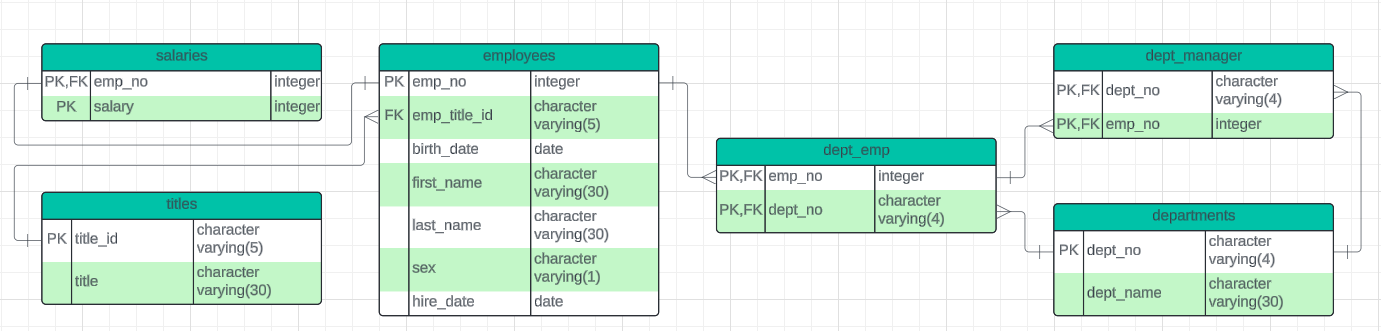 salaries
PK,FK emp_no integer
PK salary integer
titles
PK title_id character
varying(5)
title character
varying(30)
employees
PK emp_no integer
FK emp_title_id character
varying(5)
birth_date date
first_name character
varying(30)
last_name character
varying(30)
sex character
varying(1)
hire_date date
dept_emp
PK,FK emp_no integer
PK,FK dept_no character
varying(4)
dept_manager
PK,FK dept_no character
varying(4)
PK,FK emp_no integer
departments
PK dept_no character
varying(4)
dept_name character
varying(30)